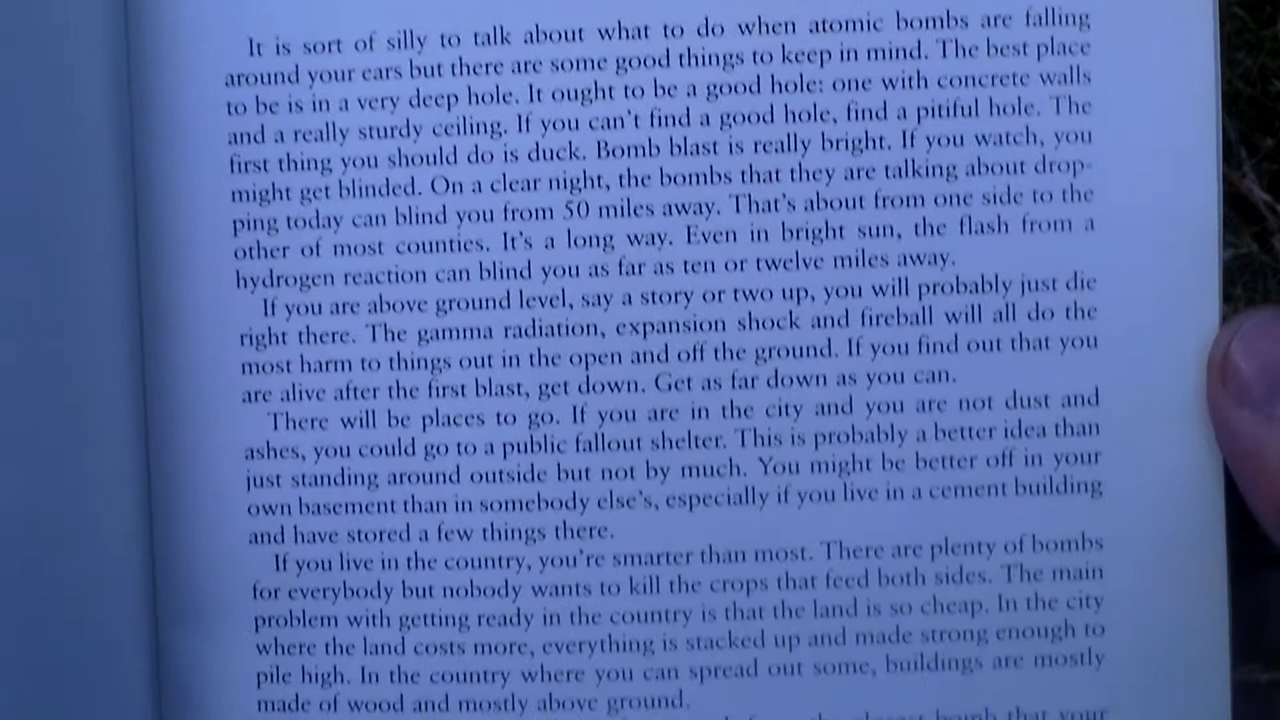 It is sort of silly to talk about what to do when atomic bombs are falling
around your ears but there are some good things to keep in mind. The best place
to be is in a very deep hole. It ought to be a good hole: one with concrete walls
and a really sturdy ceiling. If you can't find a good hole, find a pitiful hole. The
first thing you should do is duck. Bomb blast is really bright. If you watch, you
might get blinded. On a clear night, the bombs that they are talking about drop-
ping today can blind you from 50 miles away. That's about from one side to the
other of most counties. It's a long way. Even in bright sun, the flash from a
hydrogen reaction can blind you as far as ten or twelve miles away.
If you are above ground level, say a story or two up, you will probably just die
right there. The gamma radiation, expansion shock and fireball will all do the
most harm to things out in the open and off the ground. If you find out that you
are alive after the first blast, get down. Get as far down as you can.
There will be places to go. If you are in the city and you are not dust and
ashes, you could go to a public fallout shelter. This is probably a better idea than
just standing around outside but not by much. You might be better off in your
own basement than in somebody else's, especially if you live in a cement building
and have stored a few things there.
If you live in the country, you're smarter than most. There are plenty of bombs
for everybody but nobody wants to kill the crops that feed both sides. The main
problem with getting ready in the country is that the land is so cheap. In the city
where the land costs more, everything is stacked up and made strong enough to
pile high. In the country where you can spread out some, buildings are mostly
made of wood and mostly above ground.
bomb that your